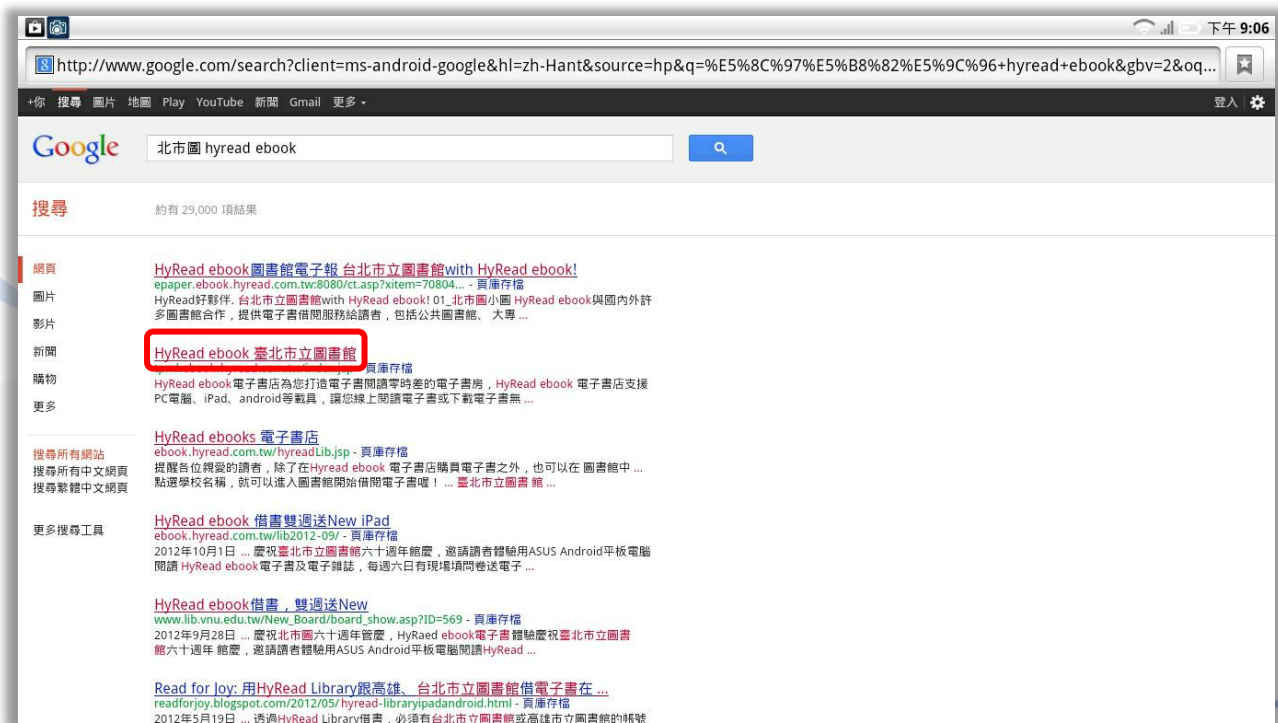 下午 9:06
http://www.google.com/search?client=ms-android-google&hl=zh-Hant&source=hp&q=%E5%8C%97%E5%B8%82%E5%9C%96+hyread+ebook&gbv=2&oq...
+你 搜尋 圖片 地圖 Play YouTube 新聞 Gmail 更多
登入
Google
北市圖 hyread ebook
搜尋
約有 29,000 項結果
網頁
圖片
影片
新聞
購物
更多
搜尋所有網站
搜尋所有中文網頁
搜尋繁體中文網頁
更多搜尋工具
HyRead ebook圖書館電子報 台北市立圖書館with HyRead ebook!
epaper.ebook.hyread.com.tw:8080/ct.asp?xitem=70804... - 頁庫存檔
HyRead好夥伴. 台北市立圖書館with HyRead ebook! 01_北市圖小圖 HyRead ebook與國內外許
多圖書館合作，提供電子書借閱服務給讀者，包括公共圖書館、 大專 ...
HyRead ebook 臺北市立圖書館
頁庫存檔
HyRead ebook電子書店為您打造電子書閱讀零時差的電子書房，HyRead ebook 電子書店支援
PC電腦、iPad、android等載具，讓您線上閱讀電子書或下載電子書無 ...
HyRead ebooks 電子書店
ebook.hyread.com.tw/hyreadLib.jsp - 頁庫存檔
提醒各位親愛的讀者，除了在Hyread ebook 電子書店購買電子書之外，也可以在 圖書館中 ...
點選學校名稱，就可以進入圖書館開始借閱電子書喔！ ... 臺北市立圖書 館 ...
HyRead ebook 借書雙週送New iPad
ebook.hyread.com.tw/lib2012-09/ - 頁庫存檔
2012年10月1日 ... 慶祝臺北市立圖書館六十週年館慶，邀請讀者體驗用ASUS Android平板電腦
閱讀 HyRead ebook電子書及電子雜誌，每週六日有現場填問卷送電子 ...
HyRead ebook借書，雙週送New
www.lib.vnu.edu.tw/New_Board/board_show.asp?ID=569 - 頁庫存檔
2012年9月28日 ... 慶祝北市圖六十週年管慶，HyRaed ebook電子書 體驗慶祝臺北市立圖書
館六十週年 館慶，邀請讀者體驗用ASUS Android平板電腦閱讀HyRead ...
Read for Joy: 用HyRead Library跟高雄、台北市立圖書館借電子書在 ...
readforjoy.blogspot.com/2012/05/hyread-libraryipadandroid.html - 頁庫存檔
2012年5月19日 ... 透過HyRead Library借書，必須有台北市立圖書館或高雄市立圖書館的帳號